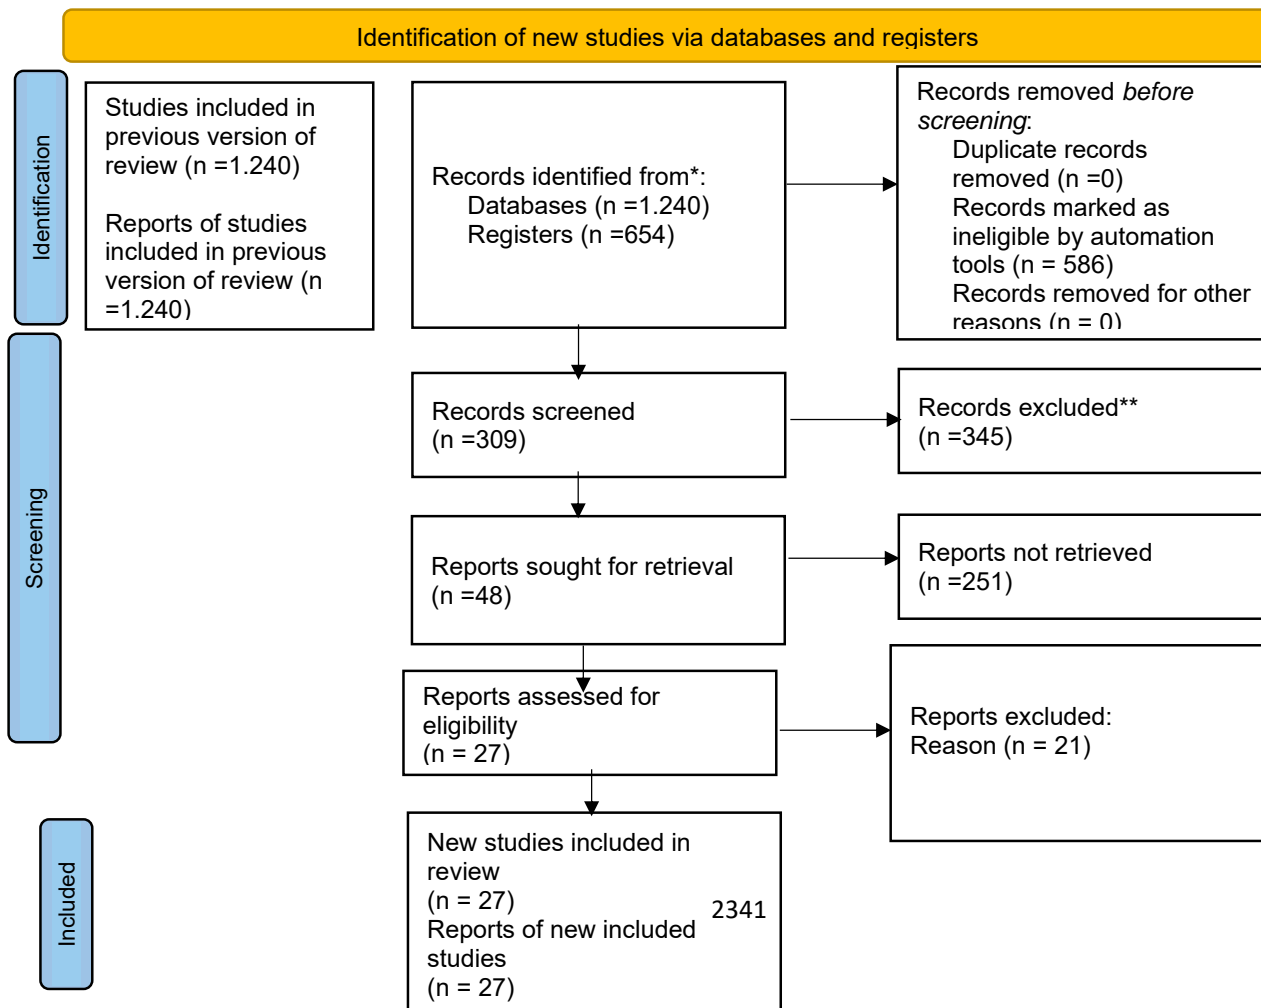 Identification of new studies via databases and registers
Identification
Studies included in
previous version of
review (n =1.240)
Reports of studies
included in previous
version of review (n
=1.240)
Records identified from*:
Databases (n =1.240)
Registers (n =654)
Records removed before
screening:
Duplicate records
removed (n =0)
Records marked as
ineligible by automation
tools (n = 586)
Records removed for other
reasons (n = 0)
Screening
Records screened
(n =309)
Records excluded**
(n =345)
Reports sought for retrieval
(n =48)
Reports not retrieved
(n =251)
Reports assessed for
eligibility
(n = 27)
Reports excluded:
Reason (n = 21)
Included
New studies included in
review
(n = 27)
2341
Reports of new included
studies
(n = 27)